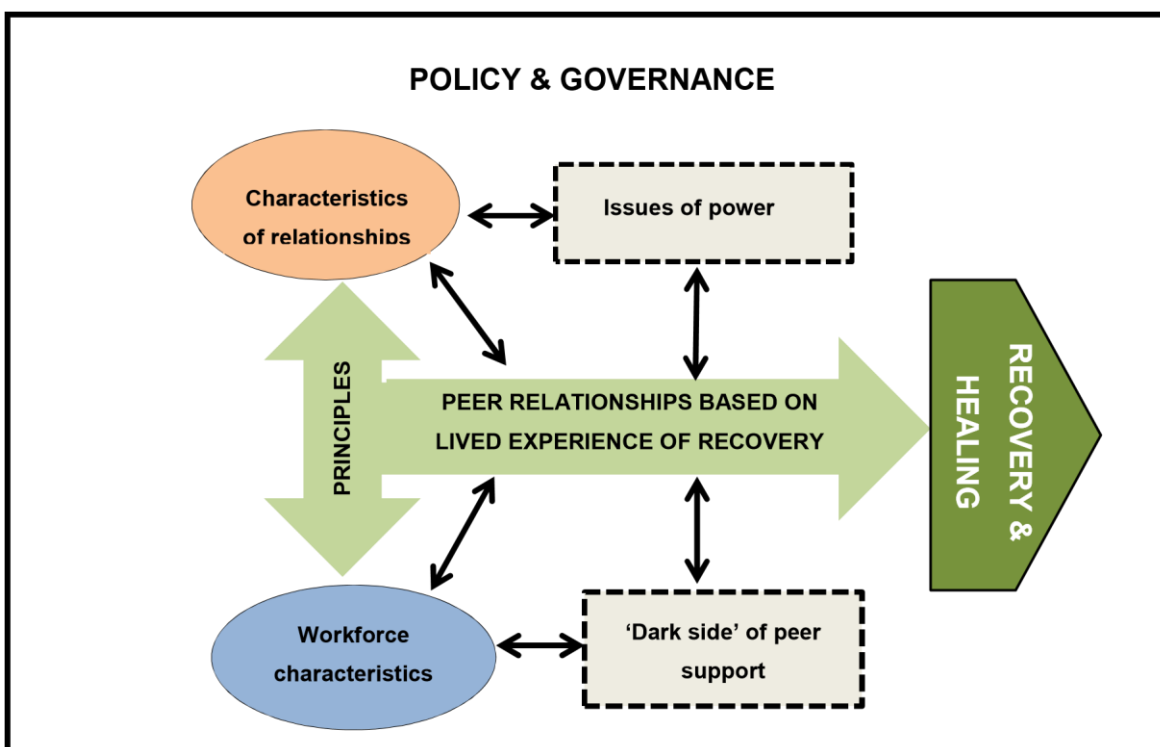 POLICY & GOVERNANCE
Characteristics
of relationships
Issues of power
PRINCIPLES
PEER RELATIONSHIPS BASED ON
LIVED EXPERIENCE OF RECOVERY
RECOVERY &
HEALING
Workforce
characteristics
‘Dark side’ of peer
support